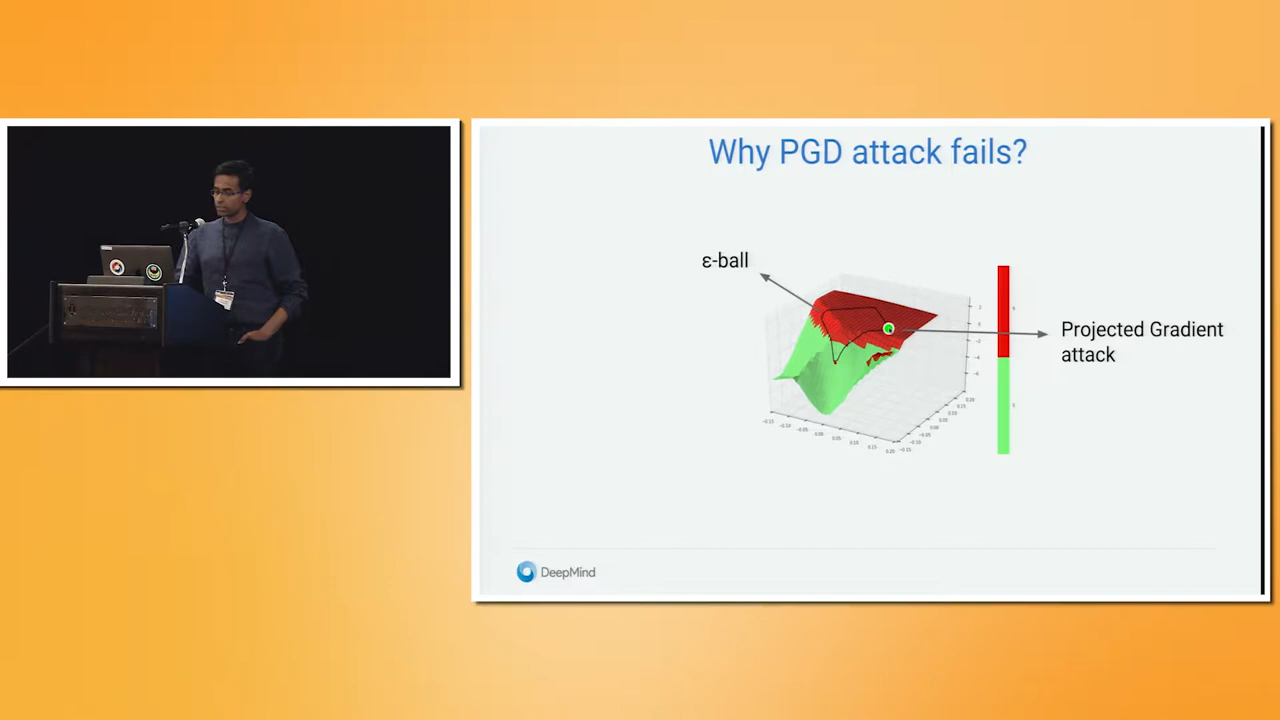 Why PGD attack fails?
ε-ball
Projected Gradient
attack
DeepMind